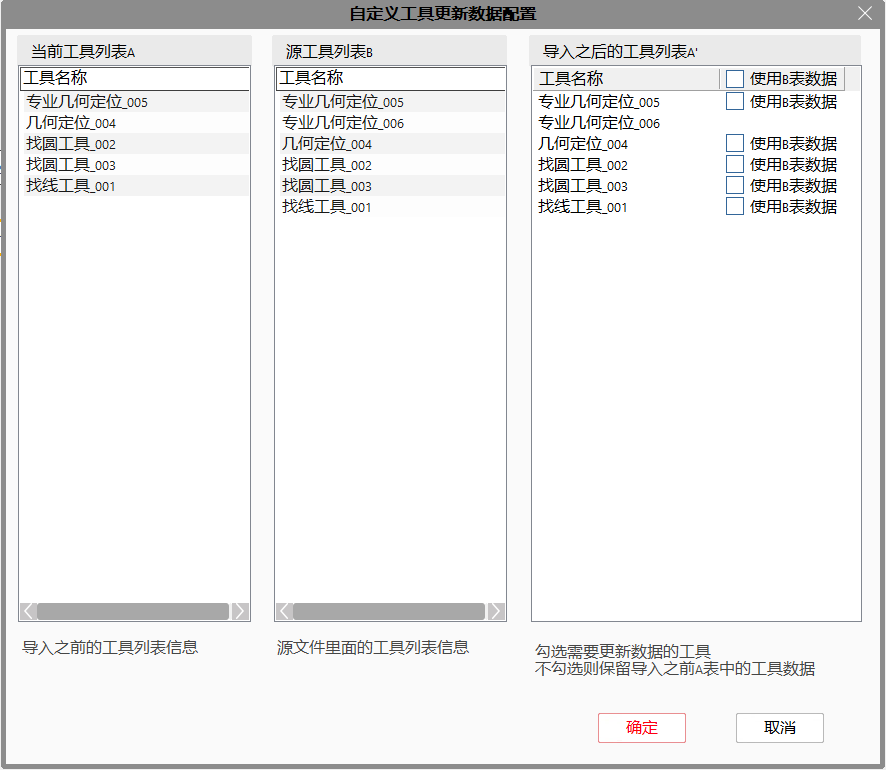 自定义工具更新数据配置
当前工具列表A
工具名称
专业几何定位_005
几何定位_004
找圆工具_002
找圆工具_003
找线工具_001
导入之前的工具列表信息
源工具列表B
工具名称
专业几何定位_005
专业几何定位_006
几何定位_004
找圆工具_002
找圆工具_003
找线工具_001
源文件里面的工具列表信息
导入之后的工具列表A'
工具名称 使用B表数据
专业几何定位_005 使用B表数据
专业几何定位_006
几何定位_004 使用B表数据
找圆工具_002 使用B表数据
找圆工具_003 使用B表数据
找线工具_001 使用B表数据
勾选需要更新数据的工具
不勾选则保留导入之前A表中的工具数据
确定 取消